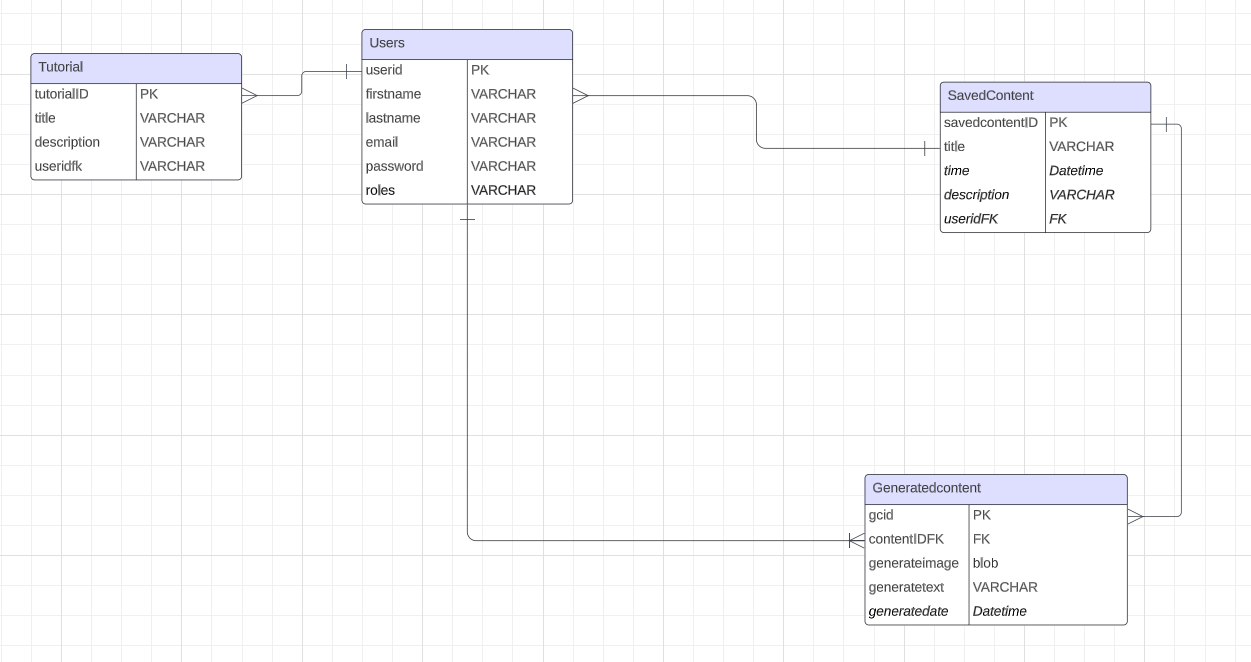 Tutorial
tutorialID PK
title VARCHAR
description VARCHAR
useridfk VARCHAR
Users
userid PK
firstname VARCHAR
lastname VARCHAR
email VARCHAR
password VARCHAR
roles VARCHAR
SavedContent
savedcontentID PK
title VARCHAR
time Datetime
description VARCHAR
useridFK FK
Generatedcontent
gcid PK
contentIDFK FK
generateimage blob
generatetext VARCHAR
generatedate Datetime